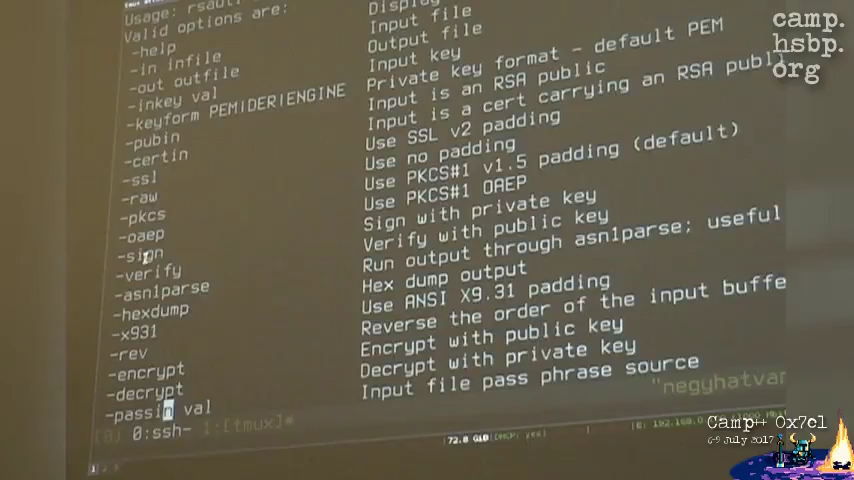 Usage: rsautl
Valid options are:
-help Display
-in infile Input file
-out outfile Output file
-inkey val Input key
-keyform PEM|DER|ENGINE Private key format - default PEM
-pubin Input is an RSA public
-certin Input is a cert carrying an RSA publ
-ssl Use SSL v2 padding
-raw Use no padding
-pkcs Use PKCS#1 v1.5 padding (default)
-oaep Use PKCS#1 OAEP
-sign Sign with private key
-verify Verify with public key
-asn1parse Run output through asn1parse; useful
-hexdump Hex dump output
-x931 Use ANSI X9.31 padding
-rev Reverse the order of the input buffe
-encrypt Encrypt with public key
-decrypt Decrypt with private key
-passin val Input file pass phrase source
0:ssh- 1:[tmux]* "negyhatvan
72.8 GiB|DHCP: yes|
camp.
hsbp.
org
Camp++ 0x7e1
6-9 July 2017